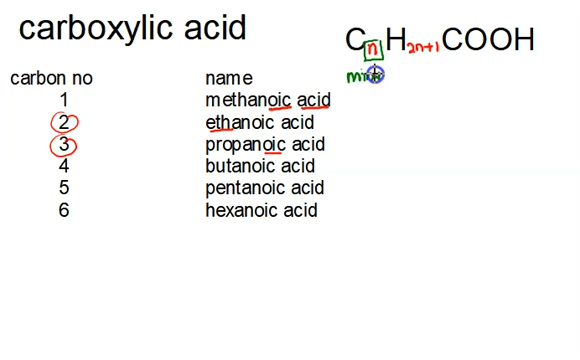 carboxylic acid
CnH2n+1COOH
carbon no name
1 methanoic acid
2 ethanoic acid
3 propanoic acid
4 butanoic acid
5 pentanoic acid
6 hexanoic acid